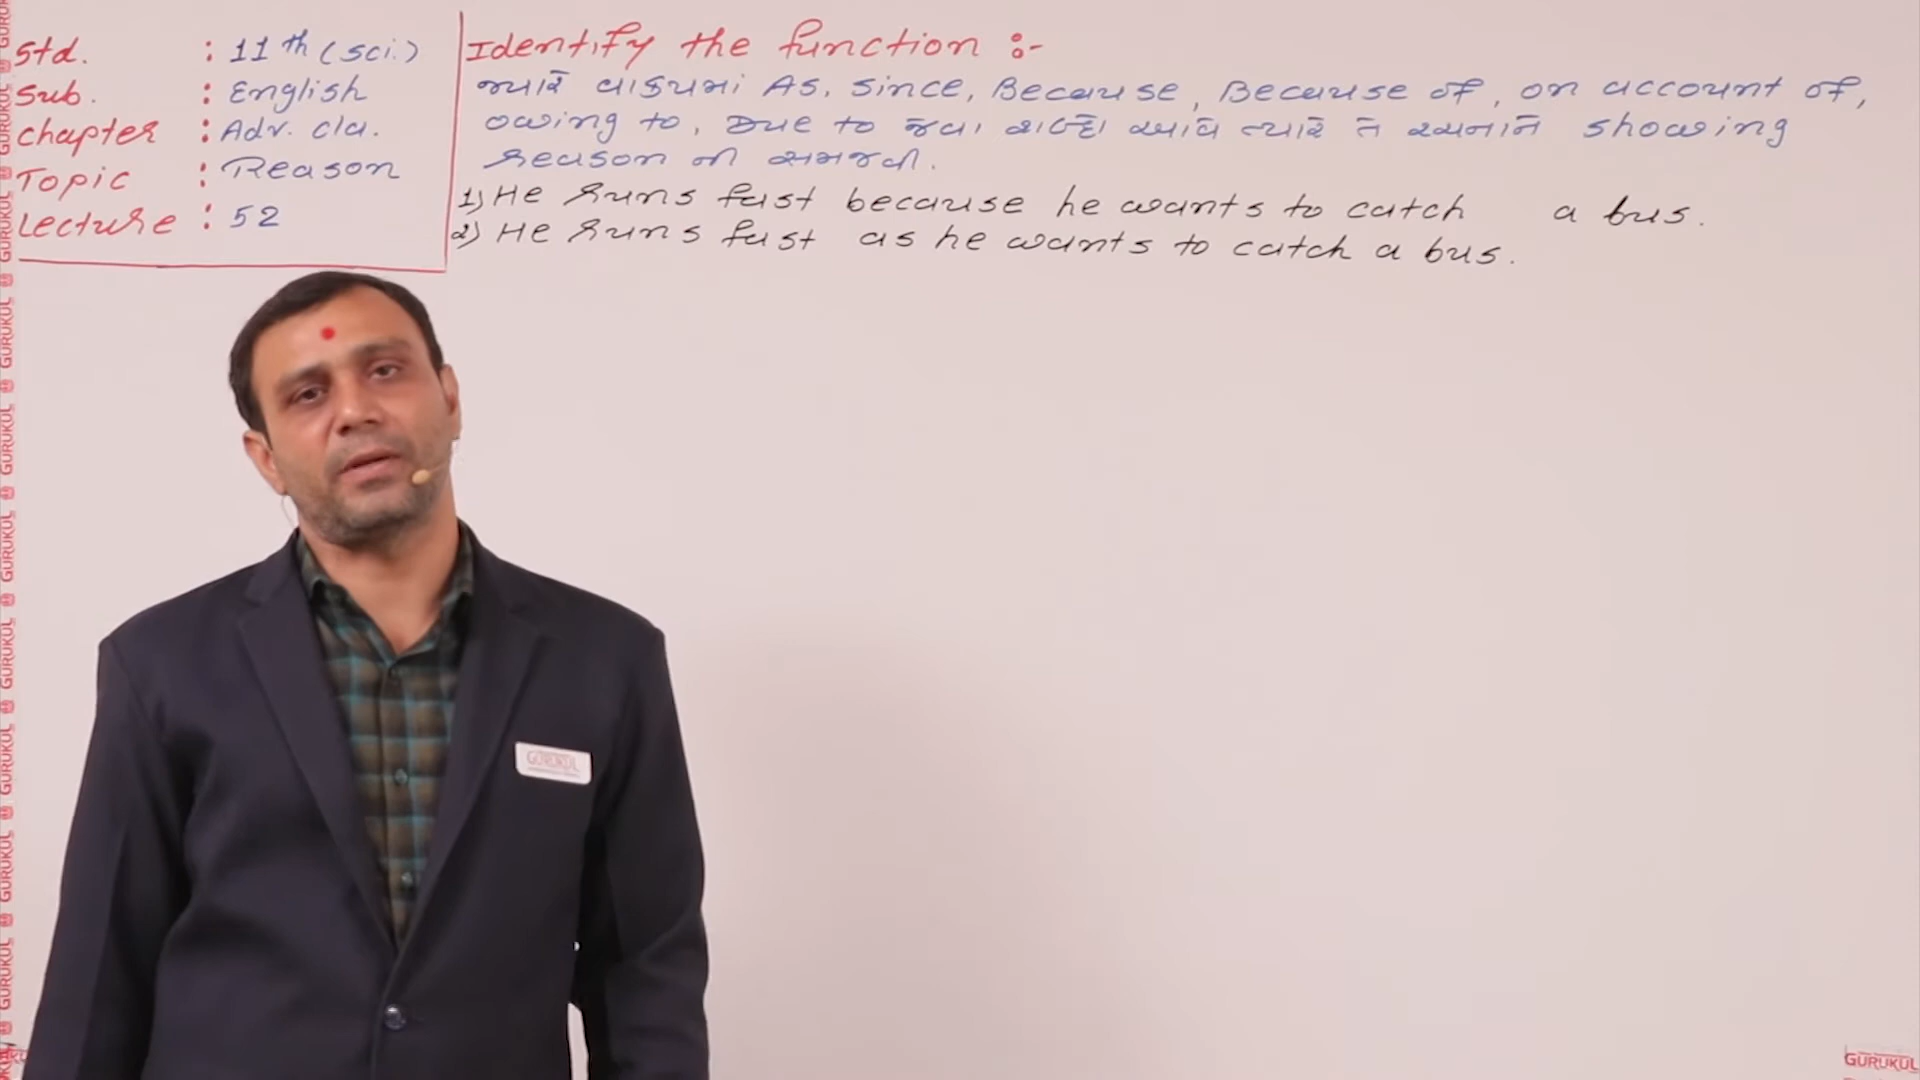 Std. : 11th (sci.)
Sub. : English
chapter : Adv. cla.
Topic : Reason
Lecture : 52
Identify the function :-
જ્યારે વાક્યમાં As, Since, Because, Because of, on account of,
owing to, Due to જેવા શબ્દો આવે ત્યારે તે રચનાને showing
reason ની સમજવી.
1) He runs fast because he wants to catch a bus.
2) He runs fast as he wants to catch a bus.
GURUKUL
GURUKUL